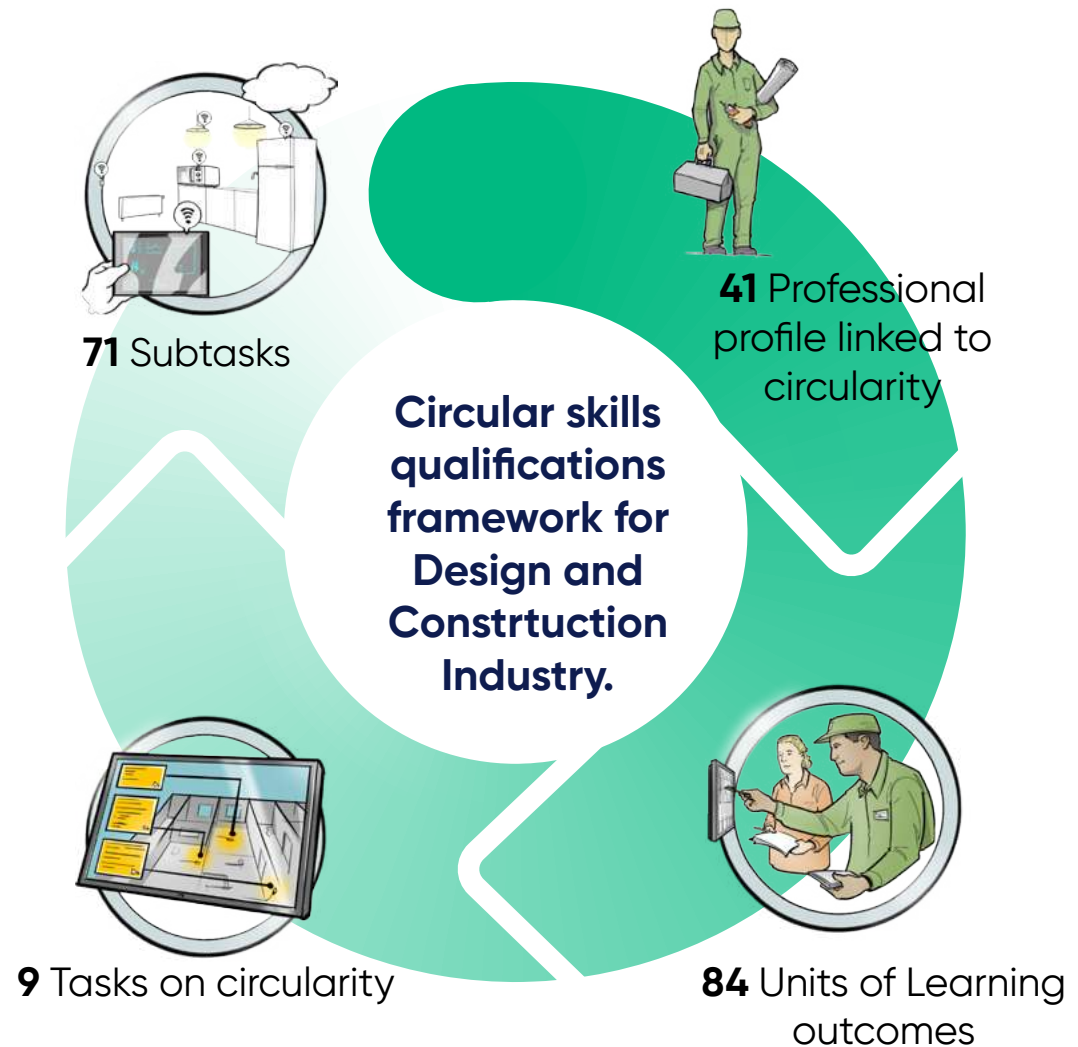 71 Subtasks
41 Professional
profile linked to
circularity
Circular skills
qualifications
framework for
Design and
Constrtuction
Industry.
9 Tasks on circularity
84 Units of Learning
outcomes